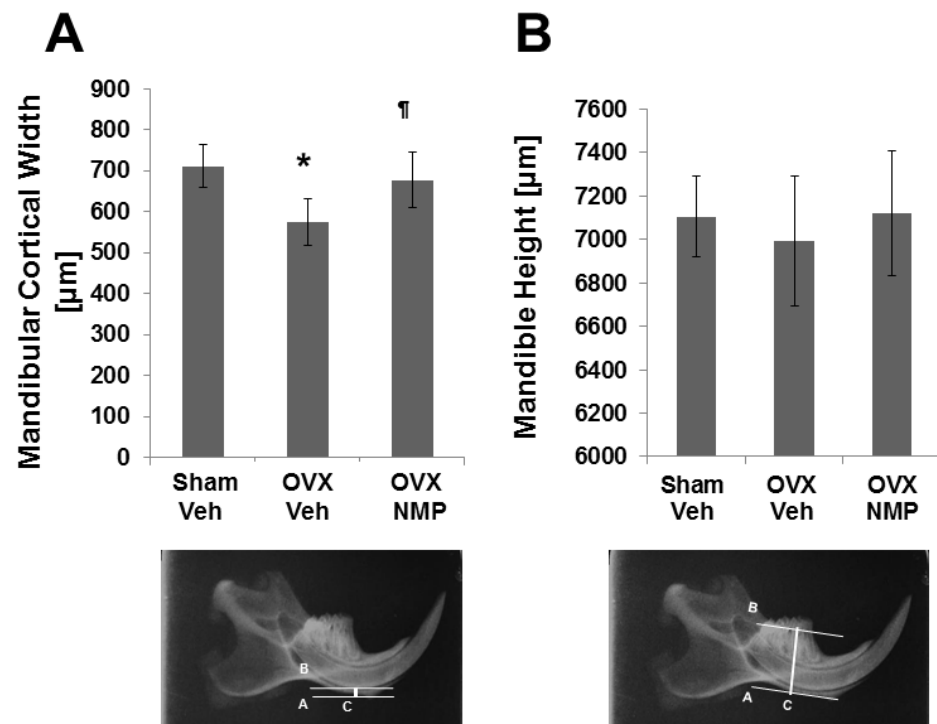 A
Mandibular Cortical Width
[µm]
900
800
700
600
500
400
300
200
100
0
*
¶
Sham
Veh
OVX
Veh
OVX
NMP
B
A
C
B
Mandible Height [µm]
7600
7400
7200
7000
6800
6600
6400
6200
6000
Sham
Veh
OVX
Veh
OVX
NMP
B
A
C